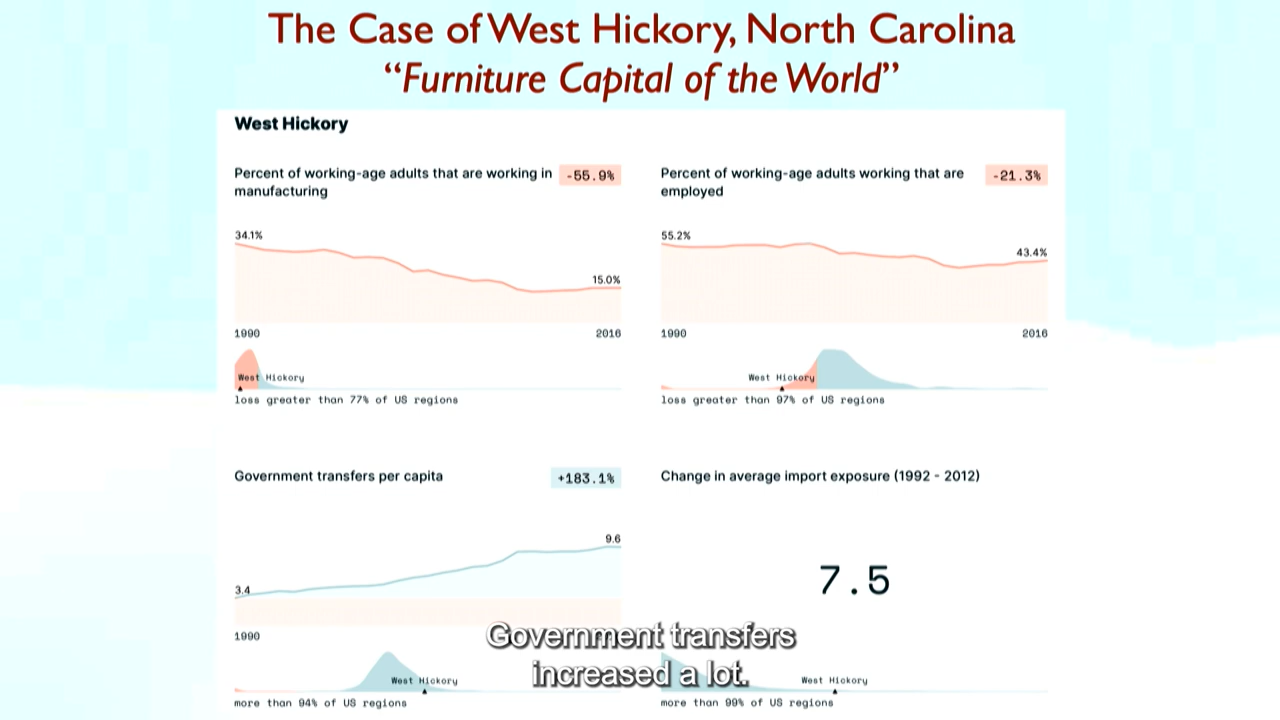 The Case of West Hickory, North Carolina
“Furniture Capital of the World”
West Hickory
Percent of working-age adults that are working in
manufacturing
-55.9%
34.1%
15.0%
1990
2016
West Hickory
loss greater than 77% of US regions
Percent of working-age adults working that are
employed
-21.3%
55.2%
43.4%
1990
2016
West Hickory
loss greater than 97% of US regions
Government transfers per capita
+183.1%
9.6
3.4
1990
West Hickory
more than 94% of US regions
Change in average import exposure (1992 - 2012)
7.5
West Hickory
more than 99% of US regions
Government transfers
increased a lot.